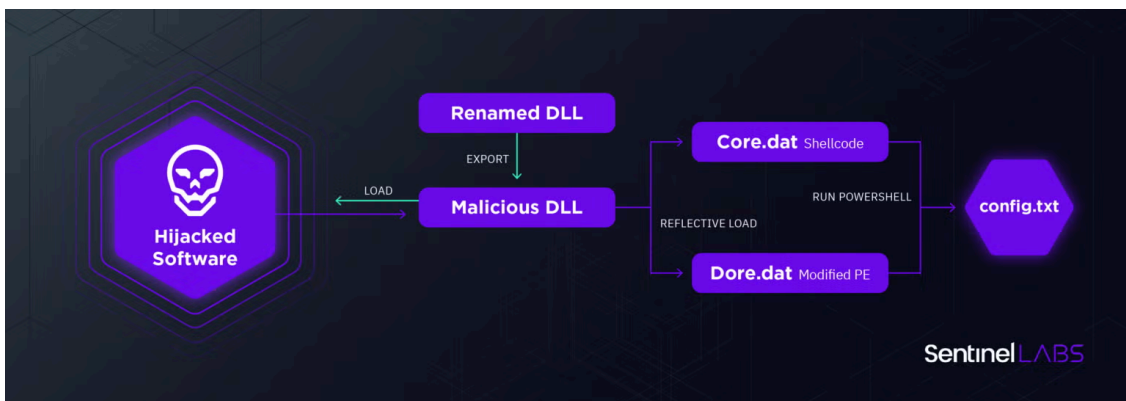 Hijacked
Software
LOAD
Renamed DLL
EXPORT
Malicious DLL
REFLECTIVE LOAD
Core.dat Shellcode
Dore.dat Modified PE
RUN POWERSHELL
config.txt
SentinelLABS